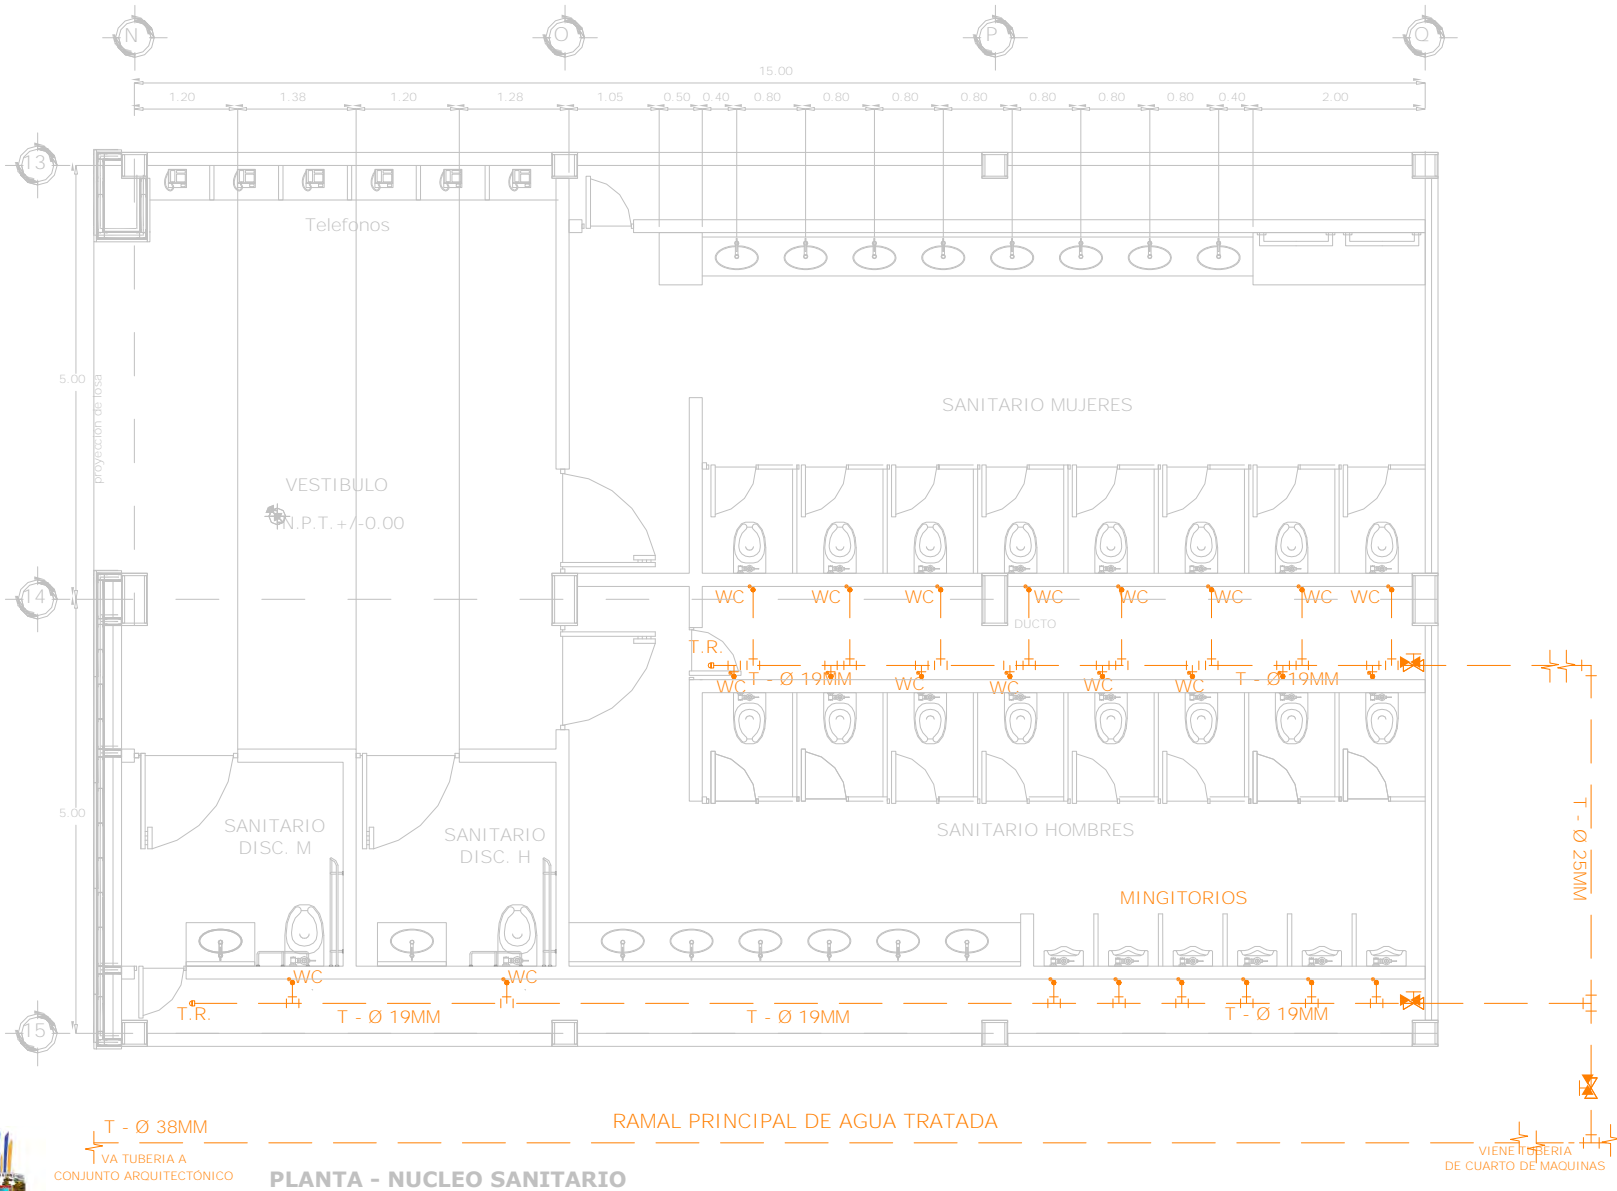 N
O
P
Q
15.00
1.20
1.38
1.20
1.28
1.05
0.50
0.40
0.80
0.80
0.80
0.80
0.80
0.80
0.80
0.40
2.00
13
Telefonos
5.00
proyeccion de losa
SANITARIO MUJERES
VESTIBULO
N.P.T.+/-0.00
14
WC
WC
WC
WC
WC
WC
WC
WC
DUCTO
T.R.
T - Ø 19MM
T - Ø 19MM
WC
WC
WC
WC
WC
5.00
T - Ø 25MM
SANITARIO
DISC. M
SANITARIO
DISC. H
SANITARIO HOMBRES
MINGITORIOS
WC
WC
T.R.
T - Ø 19MM
T - Ø 19MM
T - Ø 19MM
15
T - Ø 38MM
RAMAL PRINCIPAL DE AGUA TRATADA
VA TUBERIA A
CONJUNTO ARQUITECTÓNICO
VIENE TUBERIA
DE CUARTO DE MAQUINAS
PLANTA - NUCLEO SANITARIO